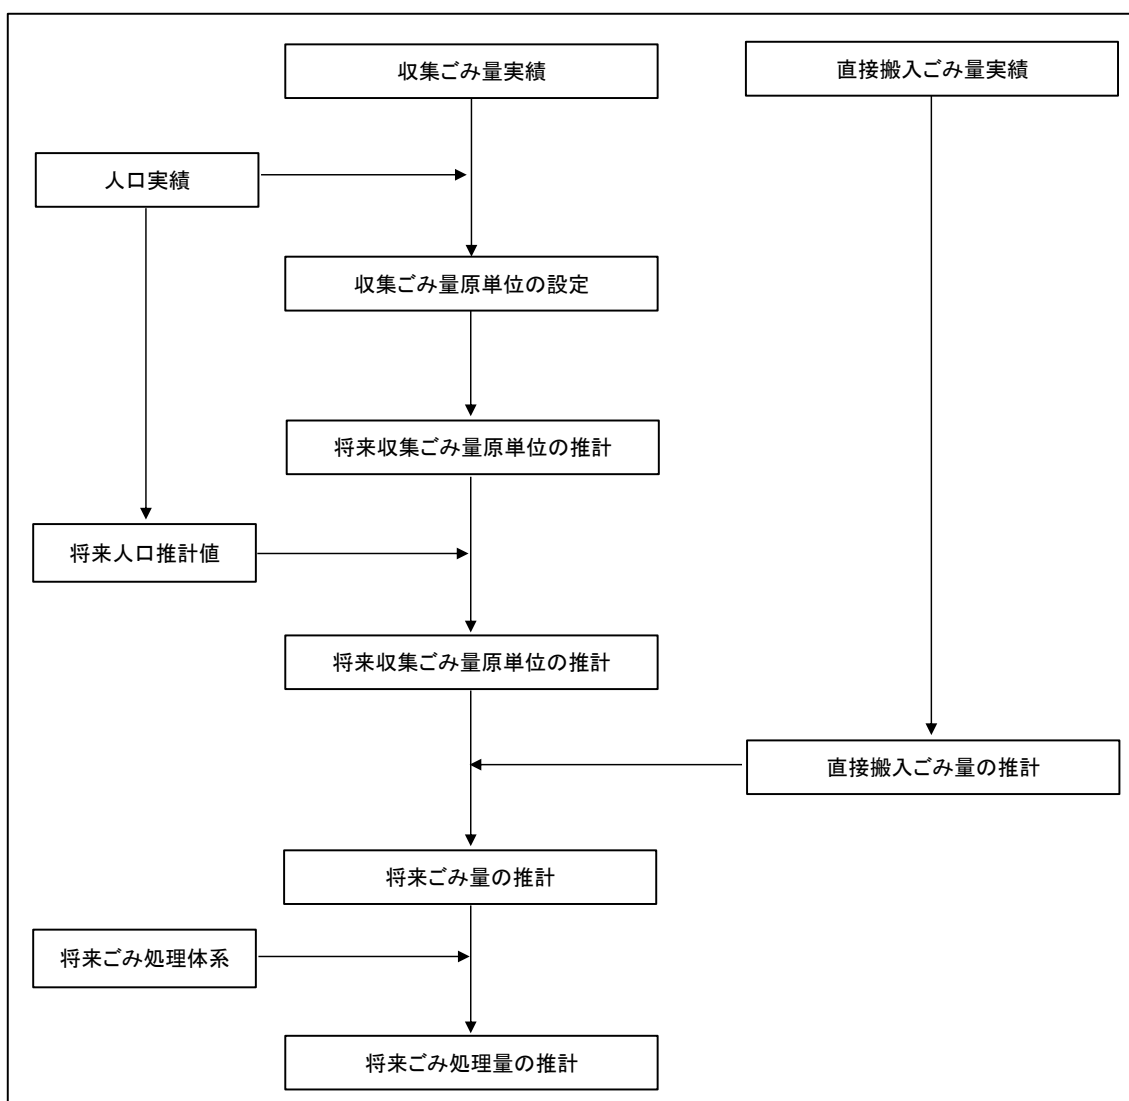 収集ごみ量実績
直接搬入ごみ量実績
人口実績
収集ごみ量原単位の設定
将来収集ごみ量原単位の推計
将来人口推計値
将来収集ごみ量原単位の推計
直接搬入ごみ量の推計
将来ごみ量の推計
将来ごみ処理体系
将来ごみ処理量の推計